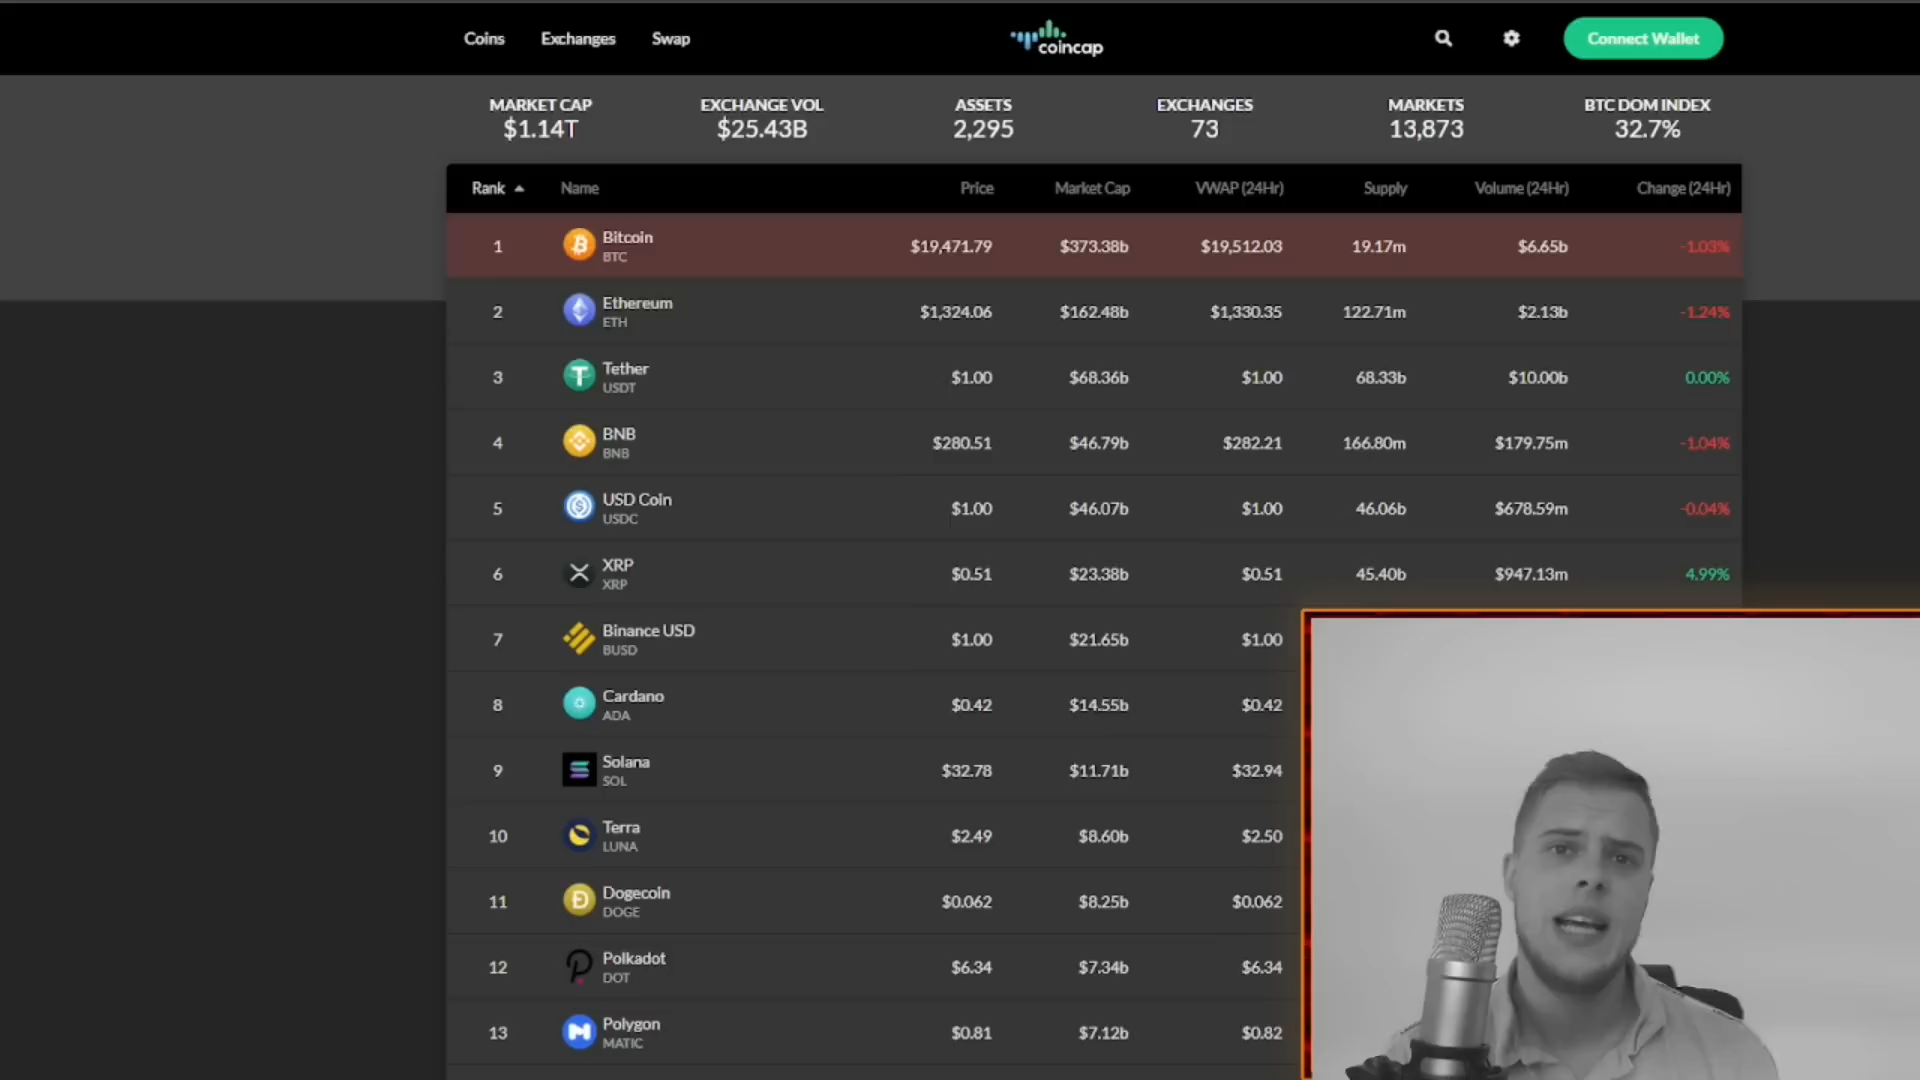 Coins Exchanges Swap coincap Connect Wallet
MARKET CAP EXCHANGE VOL ASSETS EXCHANGES MARKETS BTC DOM INDEX
$1.14T $25.43B 2,295 73 13,873 32.7%
Rank Name Price Market Cap VWAP (24Hr) Supply Volume (24Hr) Change (24Hr)
1 Bitcoin $19,471.79 $373.38b $19,512.03 19.17m $6.65b -1.03%
BTC
2 Ethereum $1,324.06 $162.48b $1,330.35 122.71m $2.13b -1.24%
ETH
3 Tether $1.00 $68.36b $1.00 68.33b $10.00b 0.00%
USDT
4 BNB $280.51 $46.79b $282.21 166.80m $179.75m -1.04%
BNB
5 USD Coin $1.00 $46.07b $1.00 46.06b $678.59m -0.04%
USDC
6 XRP $0.51 $23.38b $0.51 45.40b $947.13m 4.99%
XRP
7 Binance USD $1.00 $21.65b $1.00
BUSD
8 Cardano $0.42 $14.55b $0.42
ADA
9 Solana $32.78 $11.71b $32.94
SOL
10 Terra $2.49 $8.60b $2.50
LUNA
11 Dogecoin $0.062 $8.25b $0.062
DOGE
12 Polkadot $6.34 $7.34b $6.34
DOT
13 Polygon $0.81 $7.12b $0.82
MATIC